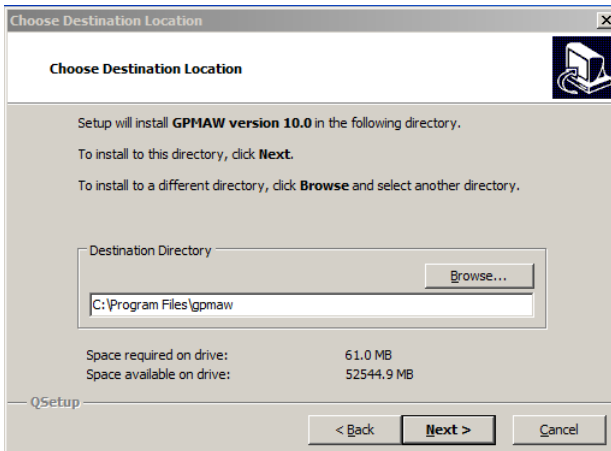 Choose Destination Location
Choose Destination Location
Setup will install GPMAW version 10.0 in the following directory.
To install to this directory, click Next.
To install to a different directory, click Browse and select another directory.
Destination Directory
Browse...
C:\Program Files\gpmaw
Space required on drive: 61.0 MB
Space available on drive: 52544.9 MB
QSetup
< Back Next > Cancel